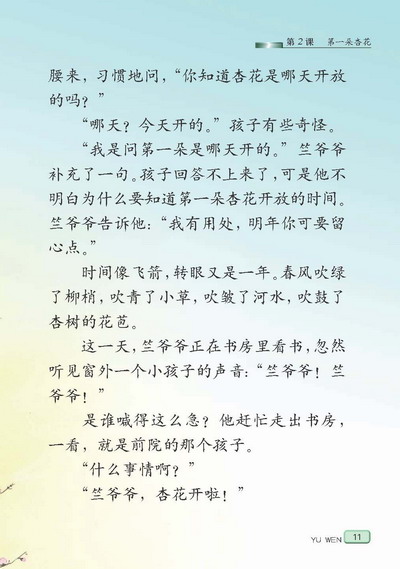 第2课 第一朵杏花
腰来，习惯地问，“你知道杏花是哪天开放
的吗？”
“哪天？今天开的。”孩子有些奇怪。
“我是问第一朵是哪天开的。”竺爷爷
补充了一句。孩子回答不上来了，可是他不
明白为什么要知道第一朵杏花开放的时间。
竺爷爷告诉他：“我有用处，明年你可要留
心点。”
时间像飞箭，转眼又是一年。春风吹绿
了柳梢，吹青了小草，吹皱了河水，吹鼓了
杏树的花苞。
这一天，竺爷爷正在书房里看书，忽然
听见窗外一个小孩子的声音：“竺爷爷！竺
爷爷！”
是谁喊得这么急？他赶忙走出书房，
一看，就是前院的那个孩子。
“什么事情啊？”
“竺爷爷，杏花开啦！”
YU WEN 11